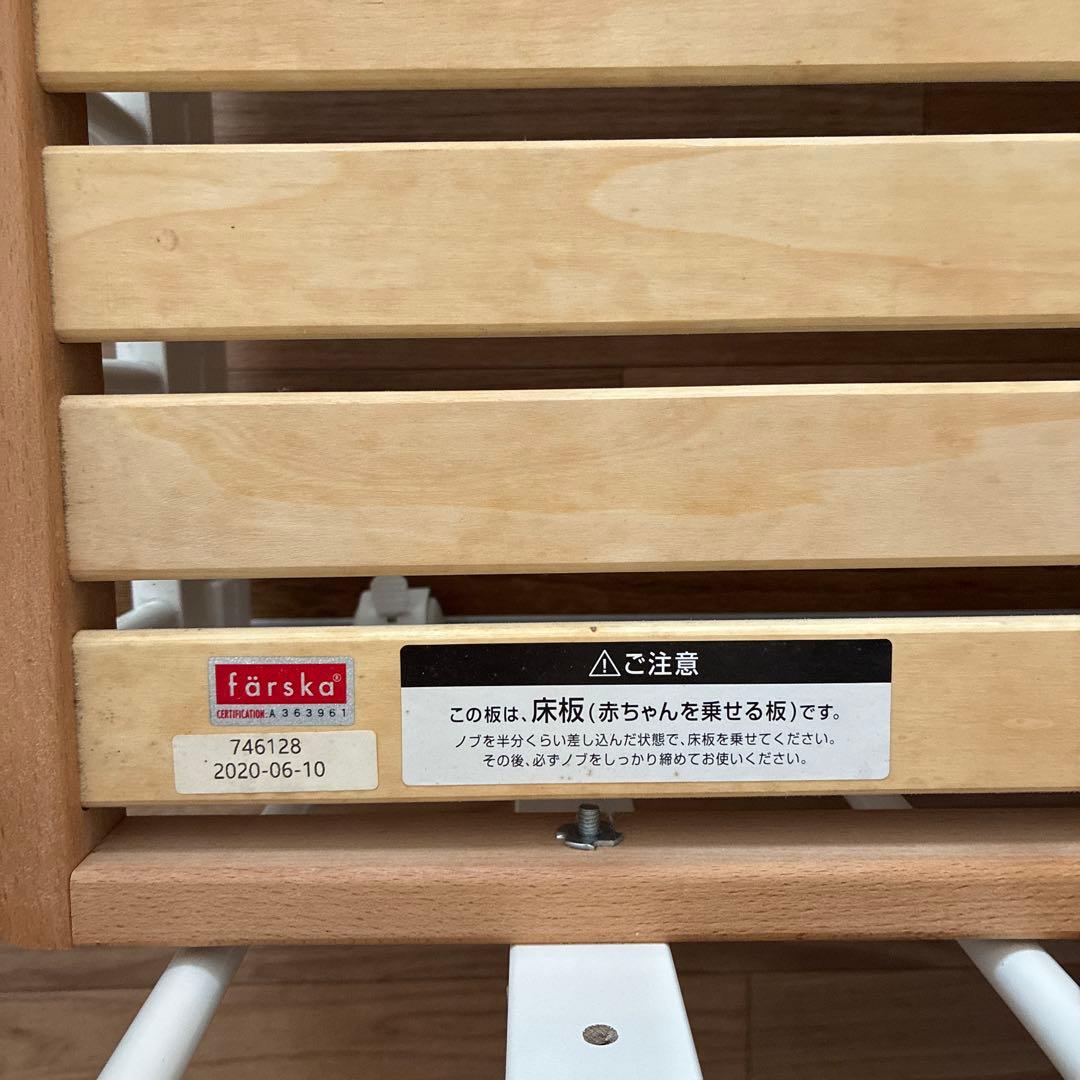 färska®
CERTIFICATION: A 363961
746128
2020-06-10
⚠ご注意
この板は、床板(赤ちゃんを乗せる板)です。
ノブを半分くらい差し込んだ状態で、床板を乗せてください。
その後、必ずノブをしっかり締めてお使いください。